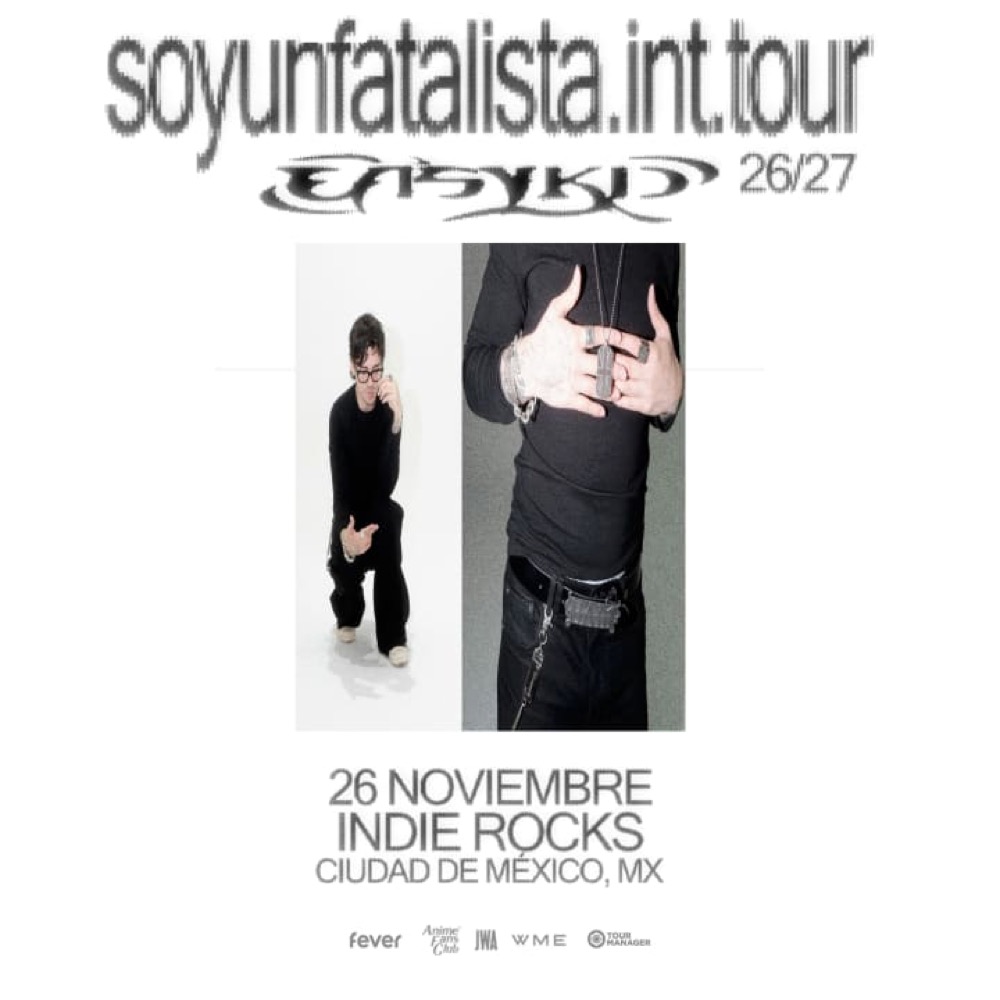 soyunfatalista.int.tour
EASYKID 26/27
26 NOVIEMBRE
INDIE ROCKS
CIUDAD DE MÉXICO, MX
fever Anime Fans Club JWA WME TOUR MANAGER